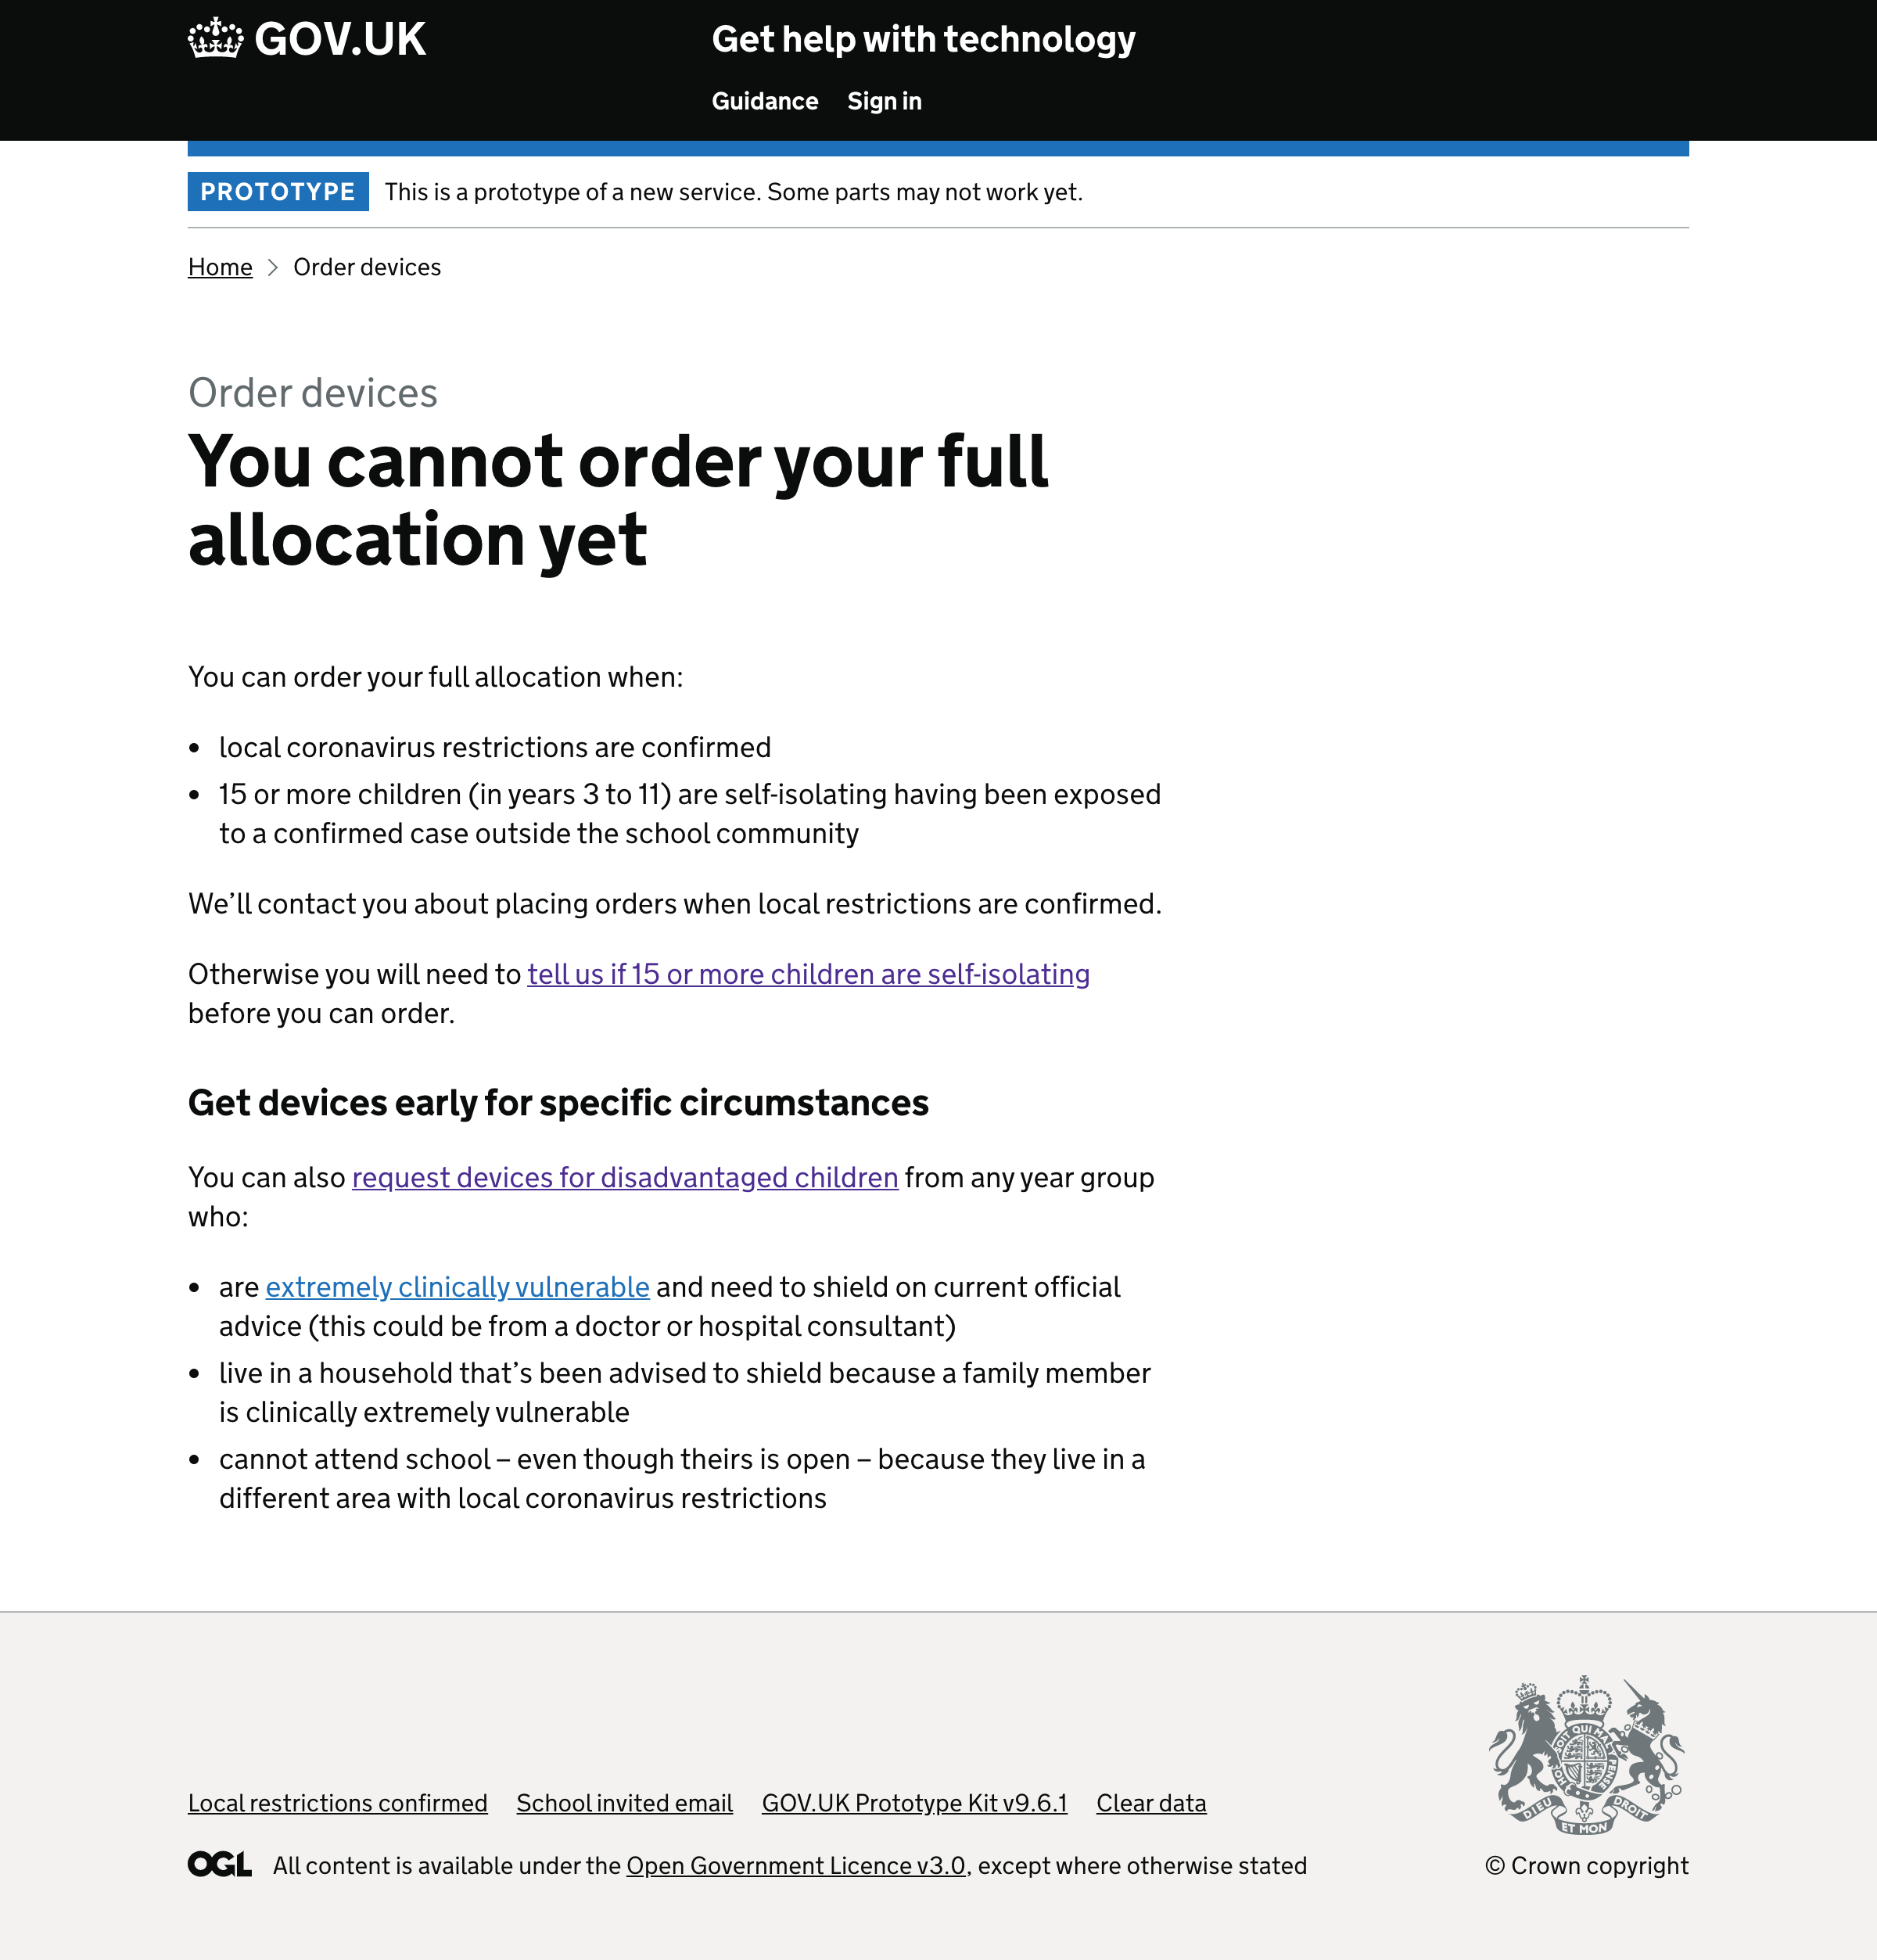 GOV.UK
Get help with technology
Guidance Sign in
PROTOTYPE This is a prototype of a new service. Some parts may not work yet.
Home Order devices
Order devices
You cannot order your full
allocation yet
You can order your full allocation when:
• local coronavirus restrictions are confirmed
• 15 or more children (in years 3 to 11) are self-isolating having been exposed
to a confirmed case outside the school community
We’ll contact you about placing orders when local restrictions are confirmed.
Otherwise you will need to tell us if 15 or more children are self-isolating
before you can order.
Get devices early for specific circumstances
You can also request devices for disadvantaged children from any year group
who:
• are extremely clinically vulnerable and need to shield on current official
advice (this could be from a doctor or hospital consultant)
• live in a household that’s been advised to shield because a family member
is clinically extremely vulnerable
• cannot attend school – even though theirs is open – because they live in a
different area with local coronavirus restrictions
Local restrictions confirmed School invited email GOV.UK Prototype Kit v9.6.1 Clear data
OGL All content is available under the Open Government Licence v3.0, except where otherwise stated
DIEU ET MON DROIT
© Crown copyright